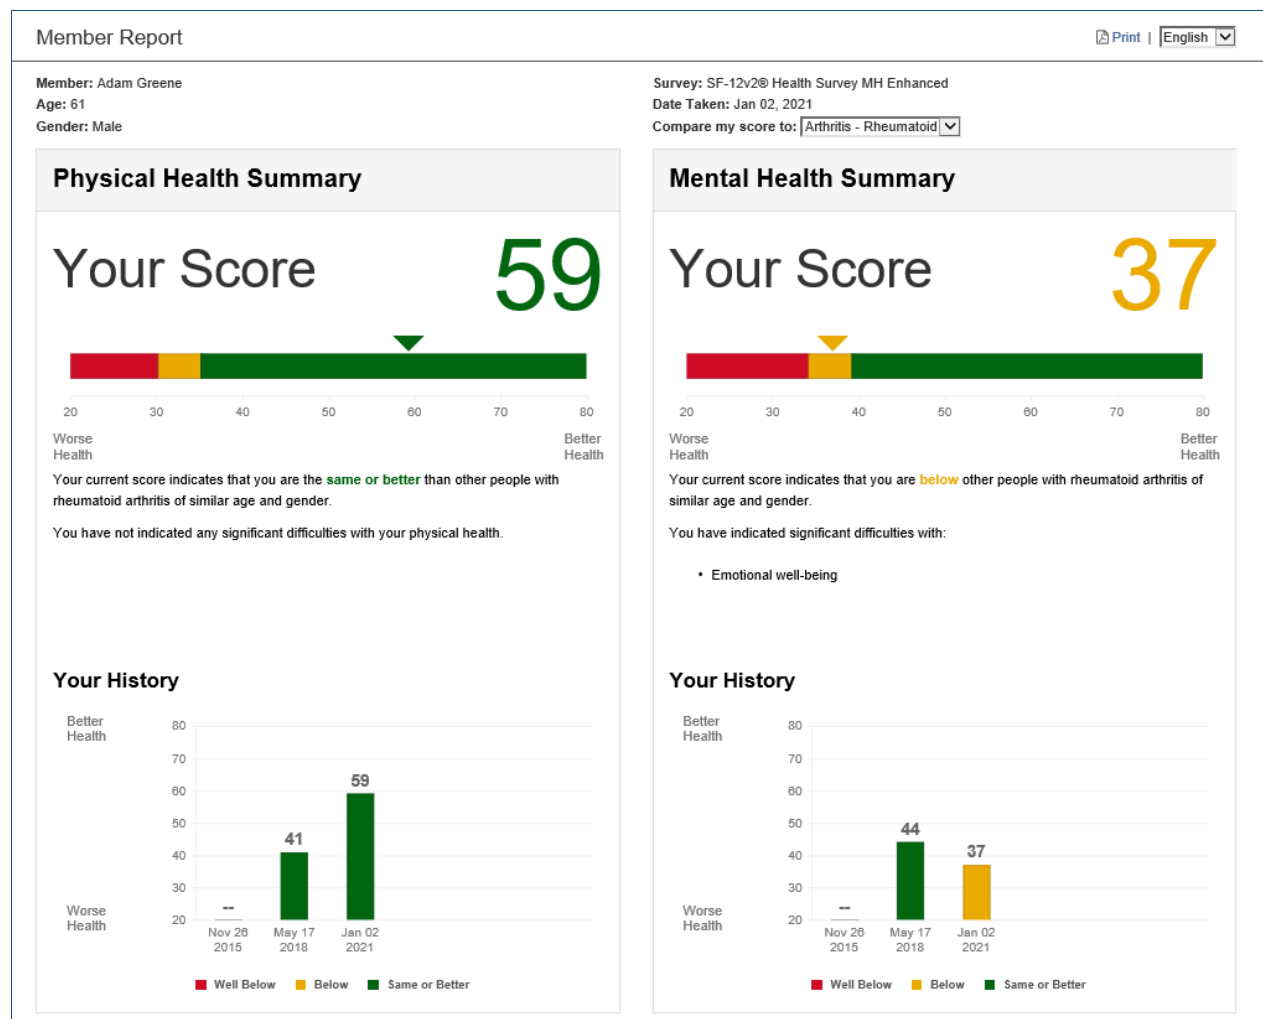 Member Report
Print | English
Member: Adam Greene
Age: 61
Gender: Male
Survey: SF-12v2® Health Survey MH Enhanced
Date Taken: Jan 02, 2021
Compare my score to: Arthritis - Rheumatoid
Physical Health Summary
Your Score 59
20 30 40 50 60 70 80
Worse Health
Better Health
Your current score indicates that you are the same or better than other people with
rheumatoid arthritis of similar age and gender.
You have not indicated any significant difficulties with your physical health.
Your History
Better Health
80
70
60
50
40
30
20
Worse Health
--
41
59
Nov 26 2015
May 17 2018
Jan 02 2021
Well Below Below Same or Better
Mental Health Summary
Your Score 37
20 30 40 50 60 70 80
Worse Health
Better Health
Your current score indicates that you are below other people with rheumatoid arthritis of
similar age and gender.
You have indicated significant difficulties with:
• Emotional well-being
Your History
Better Health
80
70
60
50
40
30
20
Worse Health
--
44
37
Nov 26 2015
May 17 2018
Jan 02 2021
Well Below Below Same or Better